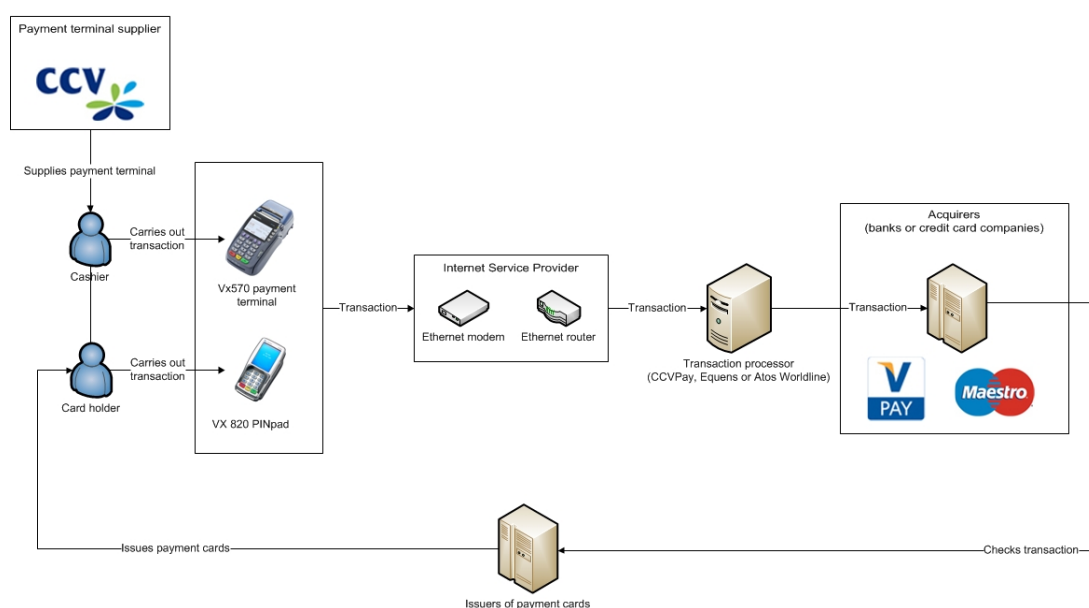 Payment terminal supplier
CCV
Supplies payment terminal
Cashier
Carries out
transaction
Vx570 payment
terminal
Card holder
Carries out
transaction
VX 820 PINpad
Transaction
Internet Service Provider
Ethernet modem
Ethernet router
Transaction
Transaction processor
(CCVPay, Equens or Atos Worldline)
Transaction
Acquirers
(banks or credit card companies)
V
PAY
Maestro
Issues payment cards
Checks transaction
Issuers of payment cards